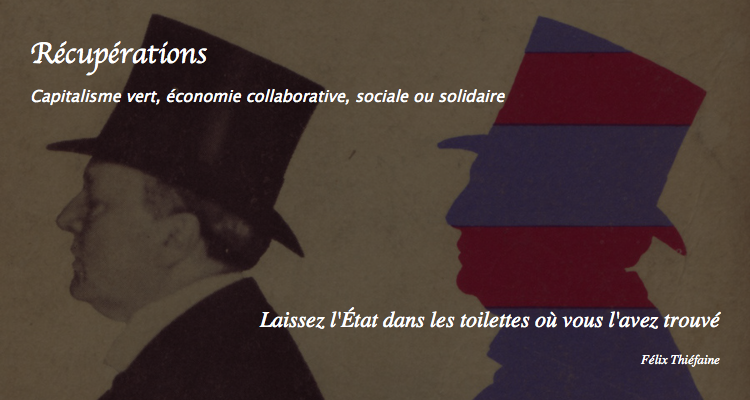 Récupérations
Capitalisme vert, économie collaborative, sociale ou solidaire
Laissez l'État dans les toilettes où vous l'avez trouvé
Félix Thiéfaine